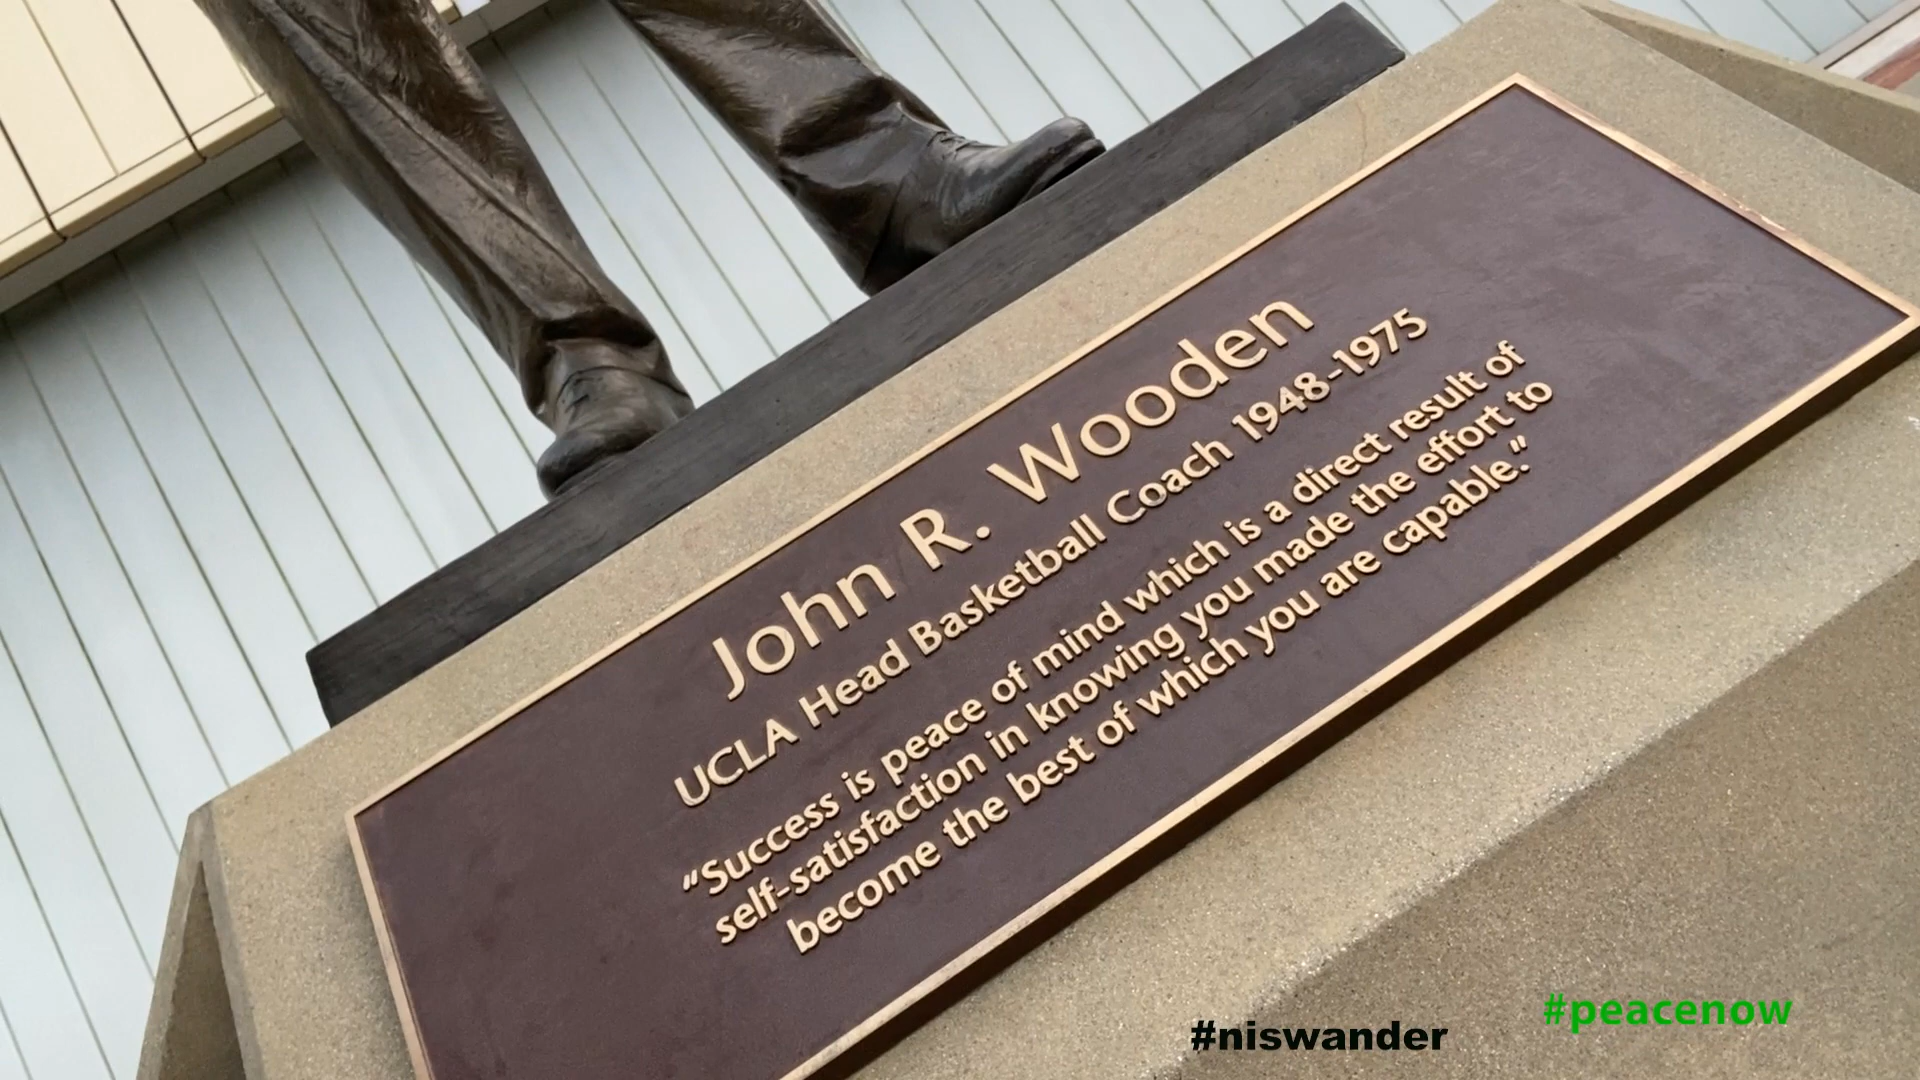 John R. Wooden
UCLA Head Basketball Coach 1948-1975
“Success is peace of mind which is a direct result of
self-satisfaction in knowing you made the effort to
become the best of which you are capable.”
#niswander
#peacenow